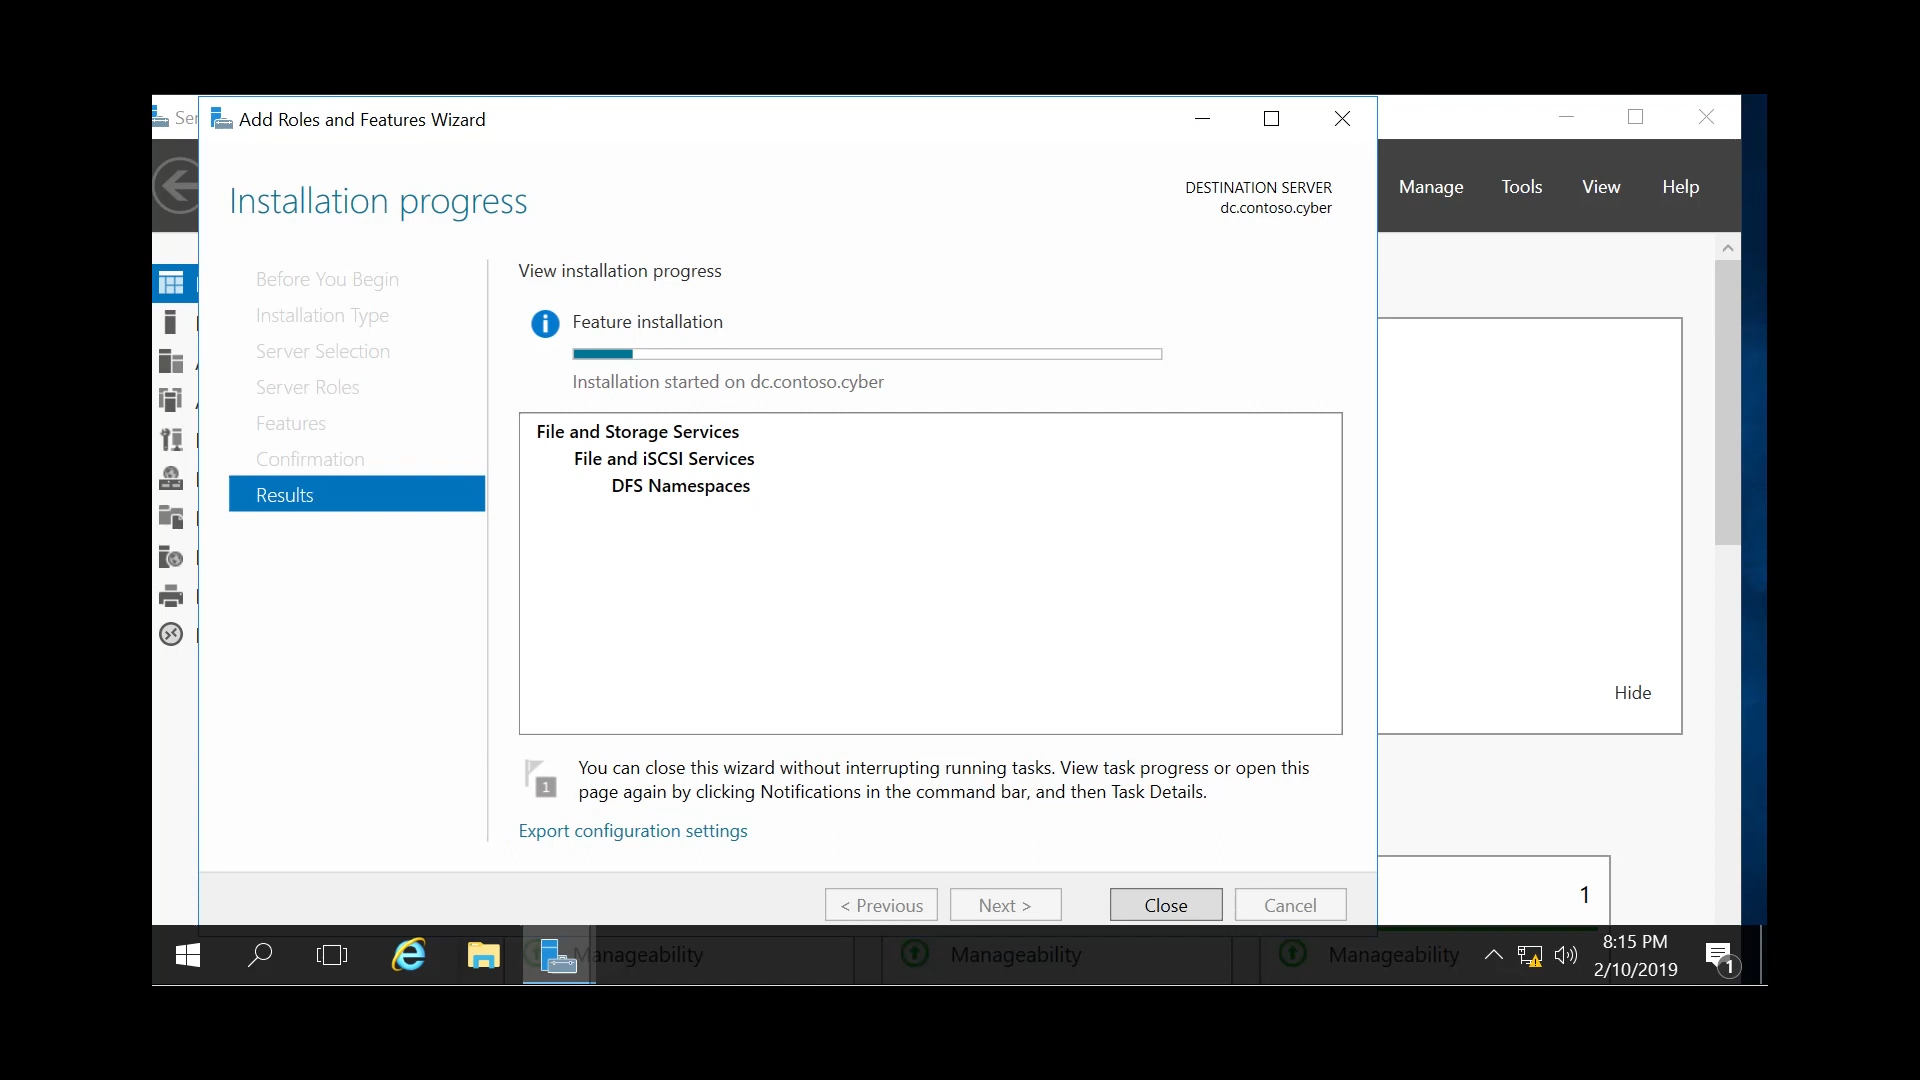 Ser
Add Roles and Features Wizard
Manage
Tools
View
Help
Installation progress
DESTINATION SERVER
dc.contoso.cyber
Before You Begin
Installation Type
Server Selection
Server Roles
Features
Confirmation
Results
View installation progress
Feature installation
Installation started on dc.contoso.cyber
File and Storage Services
File and iSCSI Services
DFS Namespaces
Hide
1
You can close this wizard without interrupting running tasks. View task progress or open this
page again by clicking Notifications in the command bar, and then Task Details.
Export configuration settings
< Previous
Next >
Close
Cancel
1
anageability
Manageability
Manageability
8:15 PM
2/10/2019
1